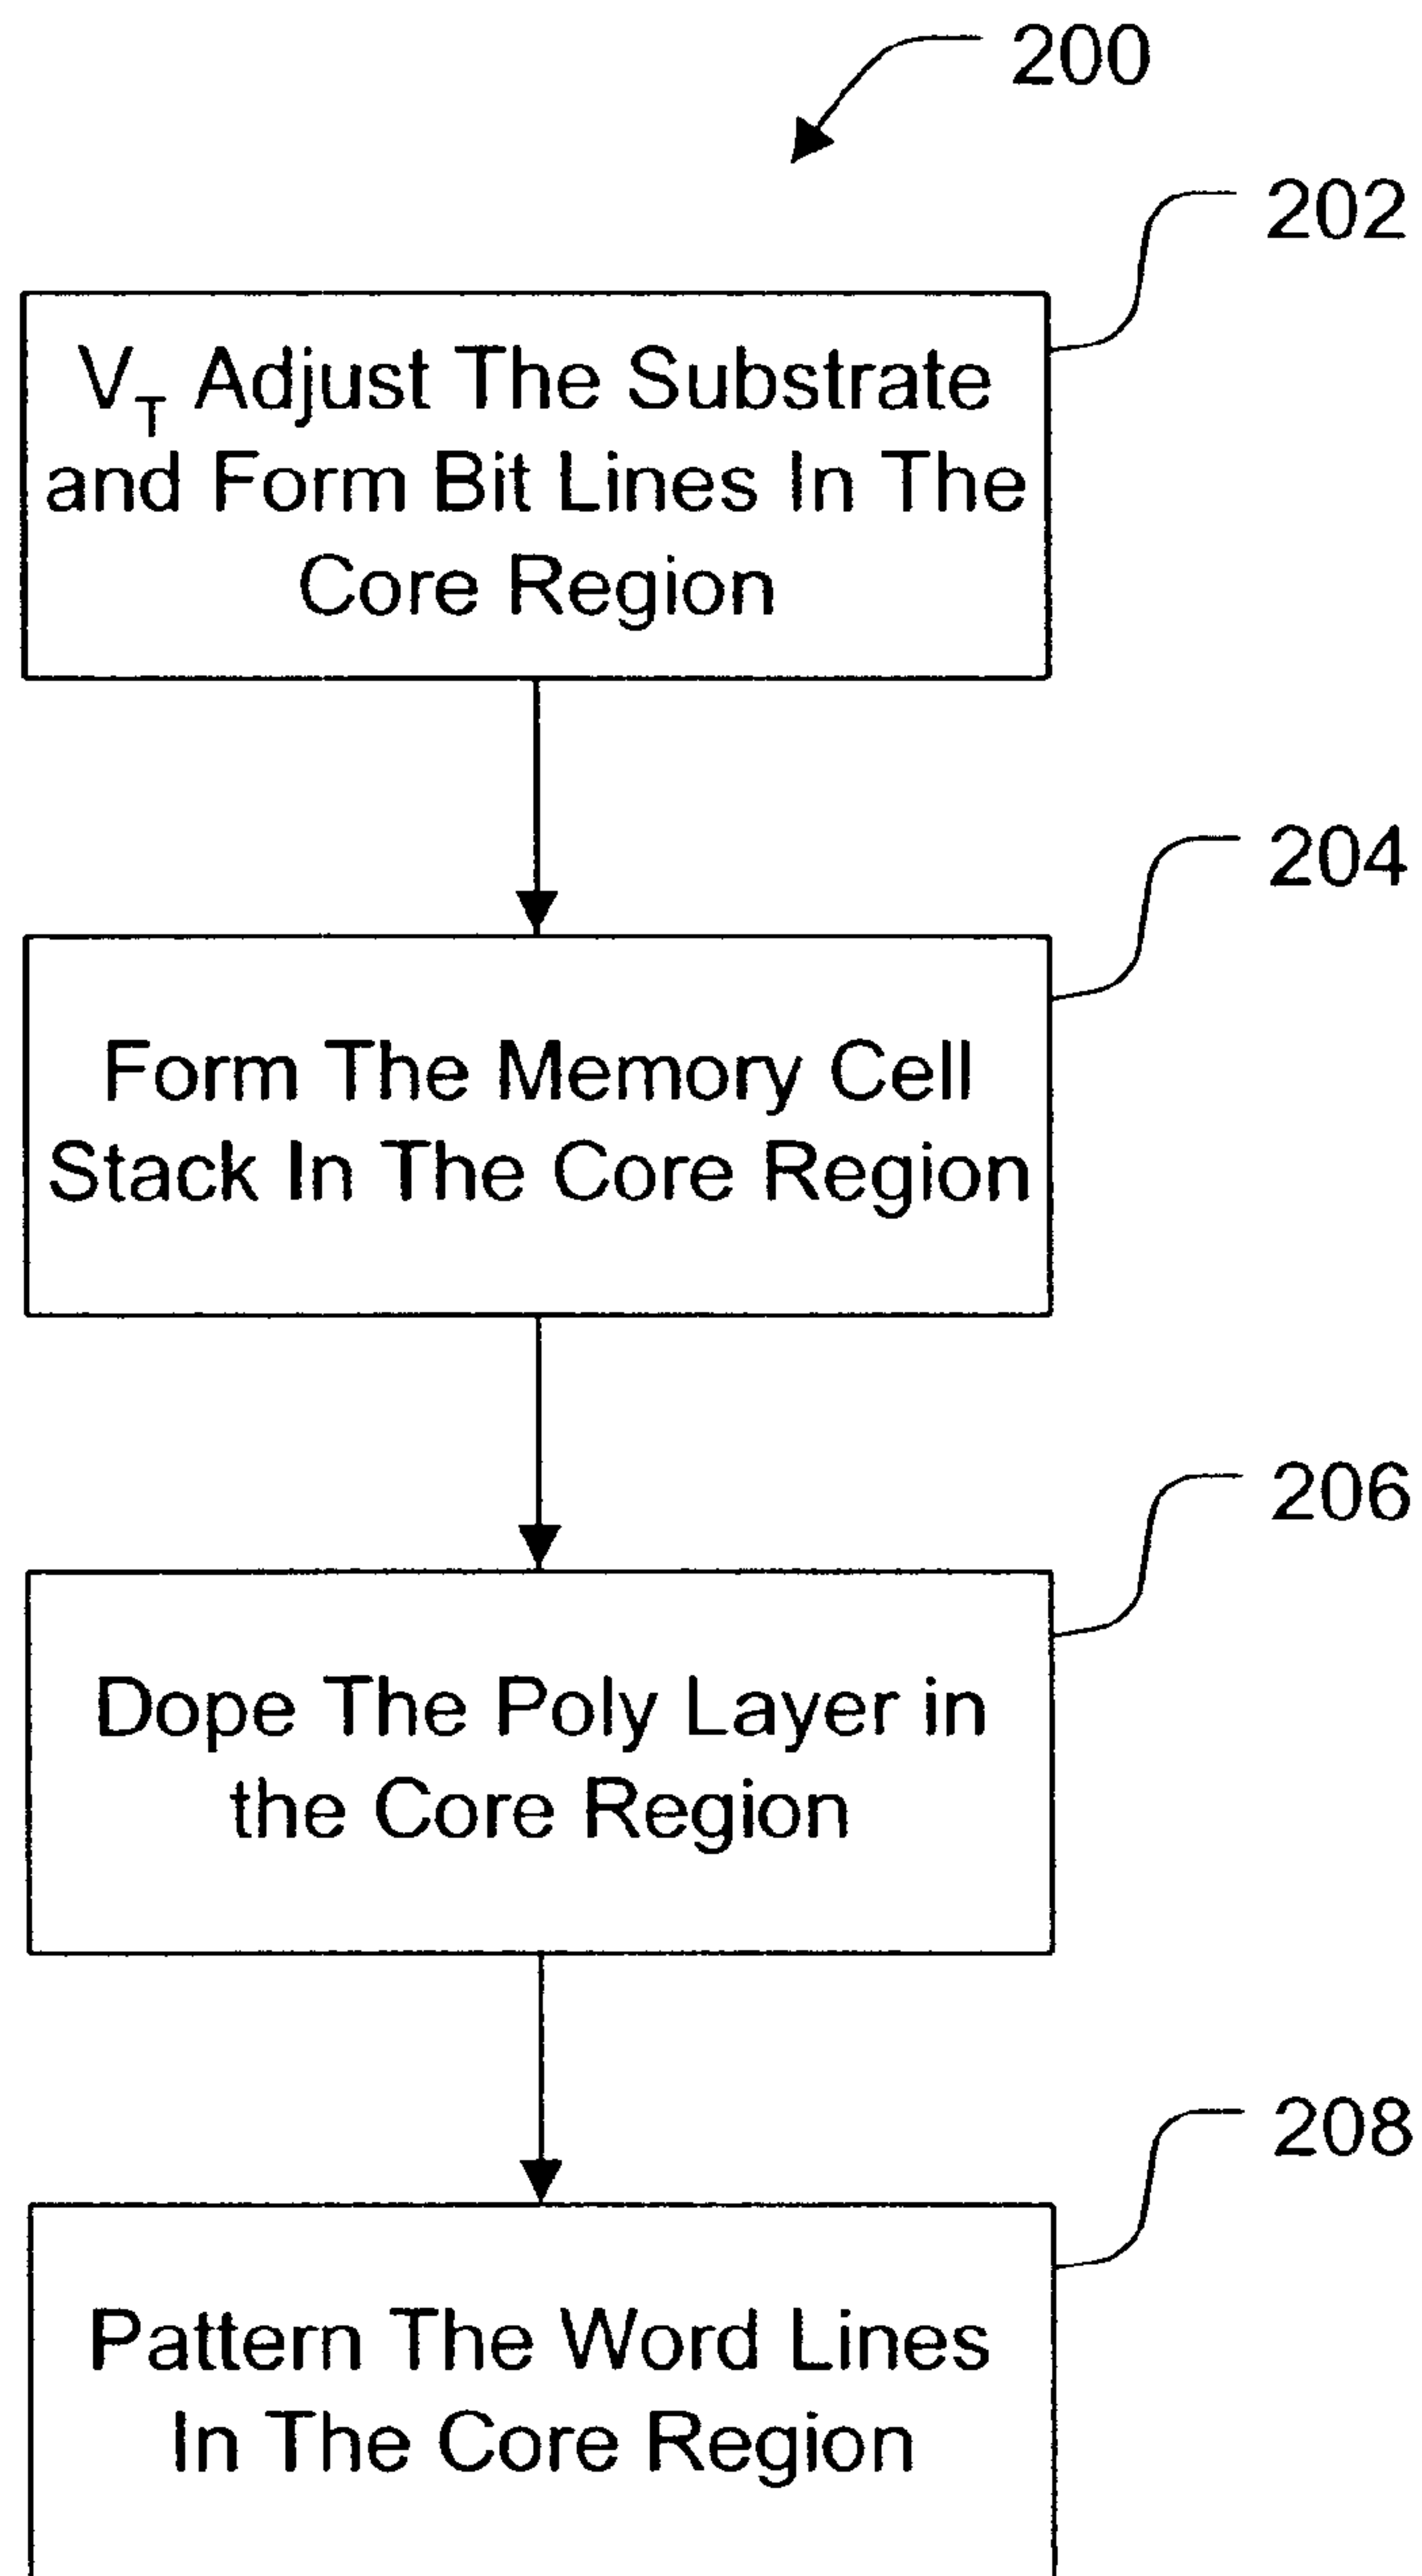 200
202
V_T Adjust The Substrate
and Form Bit Lines In The
Core Region
204
Form The Memory Cell
Stack In The Core Region
206
Dope The Poly Layer in
the Core Region
208
Pattern The Word Lines
In The Core Region